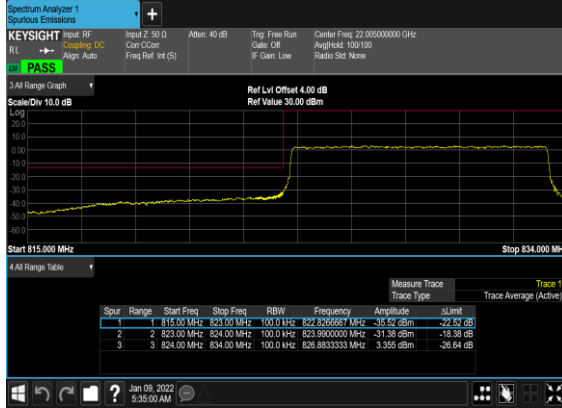 Spectrum Analyzer 1
Spurious Emissions
+
KEYSIGHT Input: RF Input Z: 50 Ω Atten: 40 dB Trig: Free Run Center Freq: 22.005000000 GHz
RL Coupling: DC Corr CCorr Gate: Off Avg|Hold: 100/100
Align: Auto Freq Ref: Int (S) IF Gain: Low Radio Std: None
PASS
3 All Range Graph
Ref Lvl Offset 4.00 dB
Scale/Div 10.0 dB Ref Value 30.00 dBm
Log
20.0
10.0
0.00
-10.0
-20.0
-30.0
-40.0
-50.0
-60.0
Start 815.000 MHz Stop 834.000 MH
4 All Range Table
Measure Trace Trace 1
Trace Type Trace Average (Active)
Spur Range Start Freq Stop Freq RBW Frequency Amplitude ΔLimit
1 1 815.00 MHz 823.00 MHz 100.0 kHz 822.8266667 MHz -35.52 dBm -22.52 dB
2 2 823.00 MHz 824.00 MHz 100.0 kHz 823.9900000 MHz -31.38 dBm -18.38 dB
3 3 824.00 MHz 834.00 MHz 100.0 kHz 826.8833333 MHz 3.355 dBm -26.64 dB
? Jan 09, 2022
5:35:00 AM